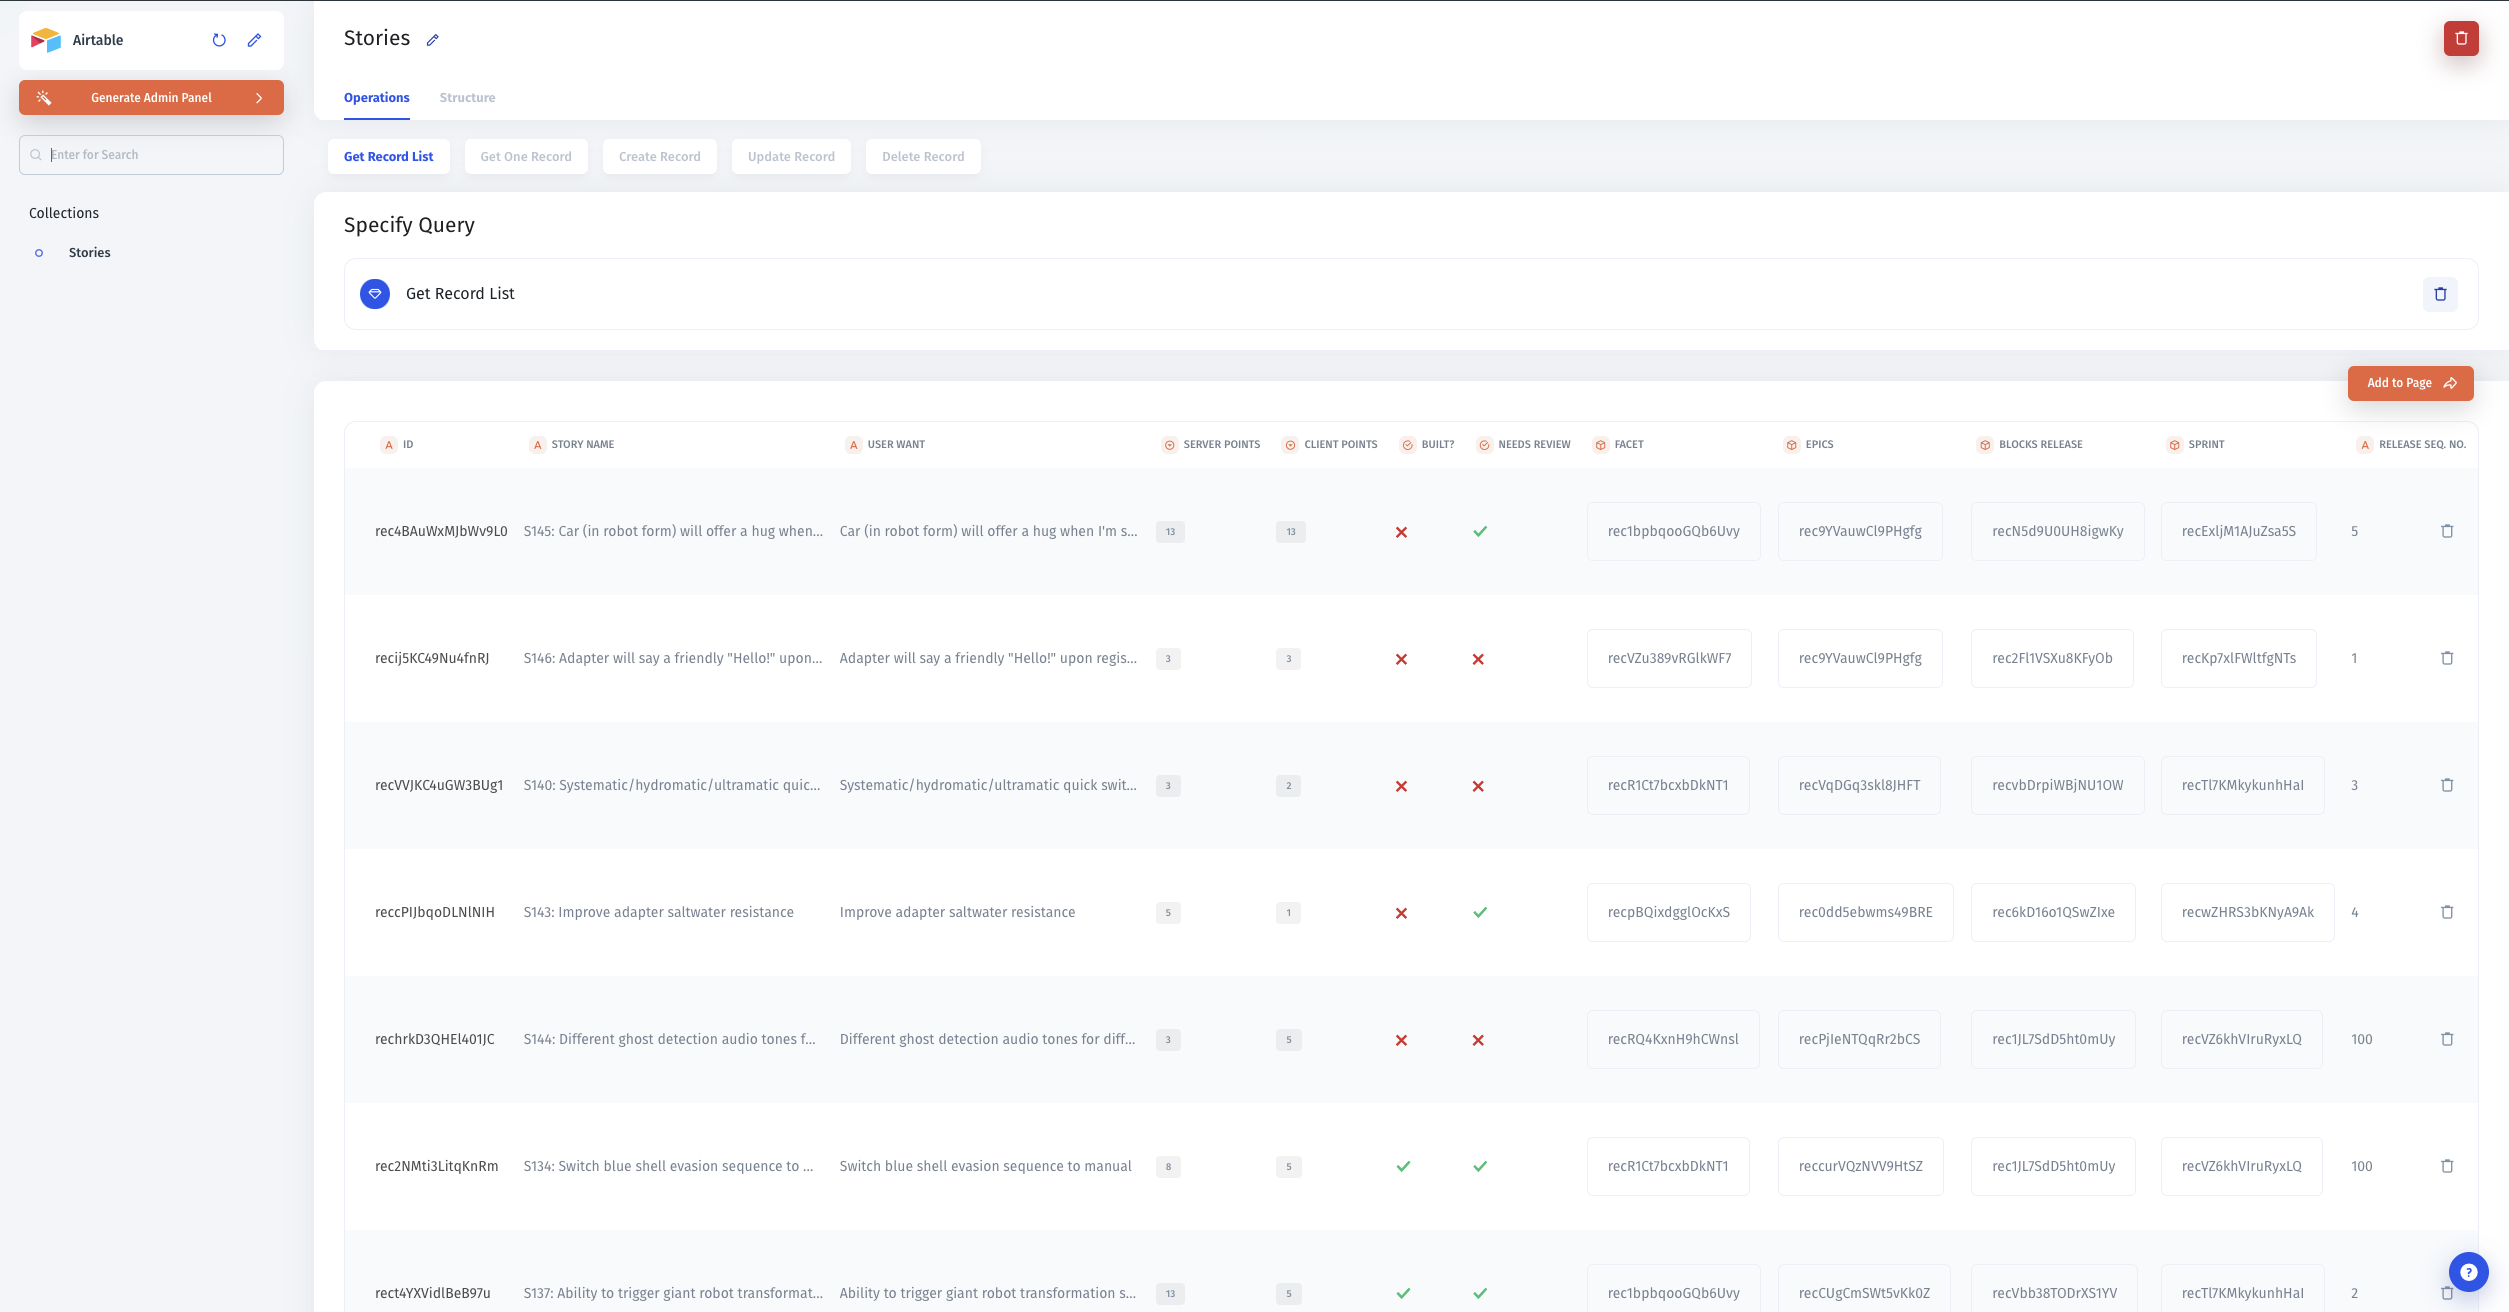 Airtable
Generate Admin Panel
Enter for Search
Collections
Stories
Stories
Operations Structure
Get Record List Get One Record Create Record Update Record Delete Record
Specify Query
Get Record List
Add to Page
A ID A STORY NAME A USER WANT SERVER POINTS CLIENT POINTS BUILT? NEEDS REVIEW FACET EPICS BLOCKS RELEASE SPRINT A RELEASE SEQ. NO.
rec4BAuWxMJbWv9L0 S145: Car (in robot form) will offer a hug when... Car (in robot form) will offer a hug when I'm s... 13 13 rec1bpbqooGQb6Uvy rec9YVauwCl9PHgfg recN5d9U0UH8igwKy recExljM1AJuZsa5S 5
recij5KC49Nu4fnRJ S146: Adapter will say a friendly "Hello!" upon... Adapter will say a friendly "Hello!" upon regis... 3 3 recVZu389vRGlkWF7 rec9YVauwCl9PHgfg rec2Fl1VSXu8KFyOb recKp7xlFWltfgNTs 1
recVVJKC4uGW3BUg1 S140: Systematic/hydromatic/ultramatic quic... Systematic/hydromatic/ultramatic quick swit... 3 2 recR1Ct7bcxbDkNT1 recVqDGq3skl8JHFT recvbDrpiWBjNU1OW recTl7KMkykunhHaI 3
reccPIJbqoDLNlNIH S143: Improve adapter saltwater resistance Improve adapter saltwater resistance 5 1 recpBQixdgglOcKxS rec0dd5ebwms49BRE rec6kD16o1QSwZIxe recwZHRS3bKNyA9Ak 4
rechrkD3QHEl401JC S144: Different ghost detection audio tones f... Different ghost detection audio tones for diff... 3 5 recRQ4KxnH9hCWnsl recPjIeNTQqRr2bCS rec1JL7SdD5ht0mUy recVZ6khVIruRyxLQ 100
rec2NMti3LitqKnRm S134: Switch blue shell evasion sequence to ... Switch blue shell evasion sequence to manual 8 5 recR1Ct7bcxbDkNT1 reccurVQzNVV9HtSZ rec1JL7SdD5ht0mUy recVZ6khVIruRyxLQ 100
rect4YXVidlBeB97u S137: Ability to trigger giant robot transformat... Ability to trigger giant robot transformation s... 13 5 rec1bpbqooGQb6Uvy recCUgCmSWt5vKk0Z recVbb38TODrXS1YV recTl7KMkykunhHaI 2
?